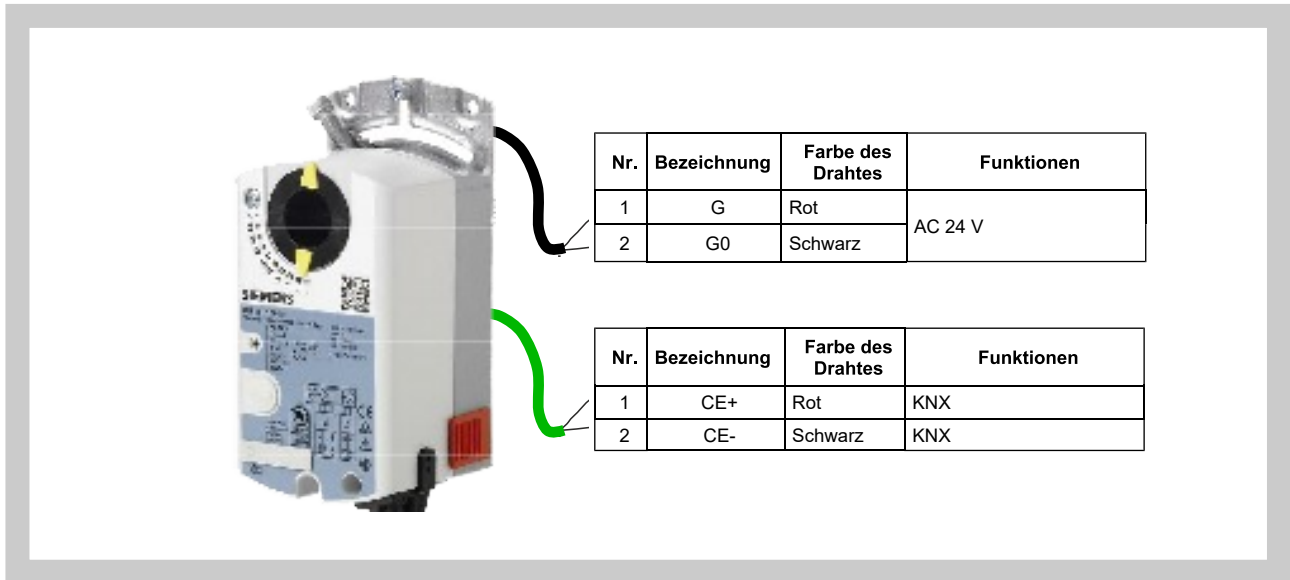 Nr. Bezeichnung Farbe des Drahtes Funktionen
1 G Rot AC 24 V
2 G0 Schwarz
SIEMENS
Nr. Bezeichnung Farbe des Drahtes Funktionen
1 CE+ Rot KNX
2 CE- Schwarz KNX